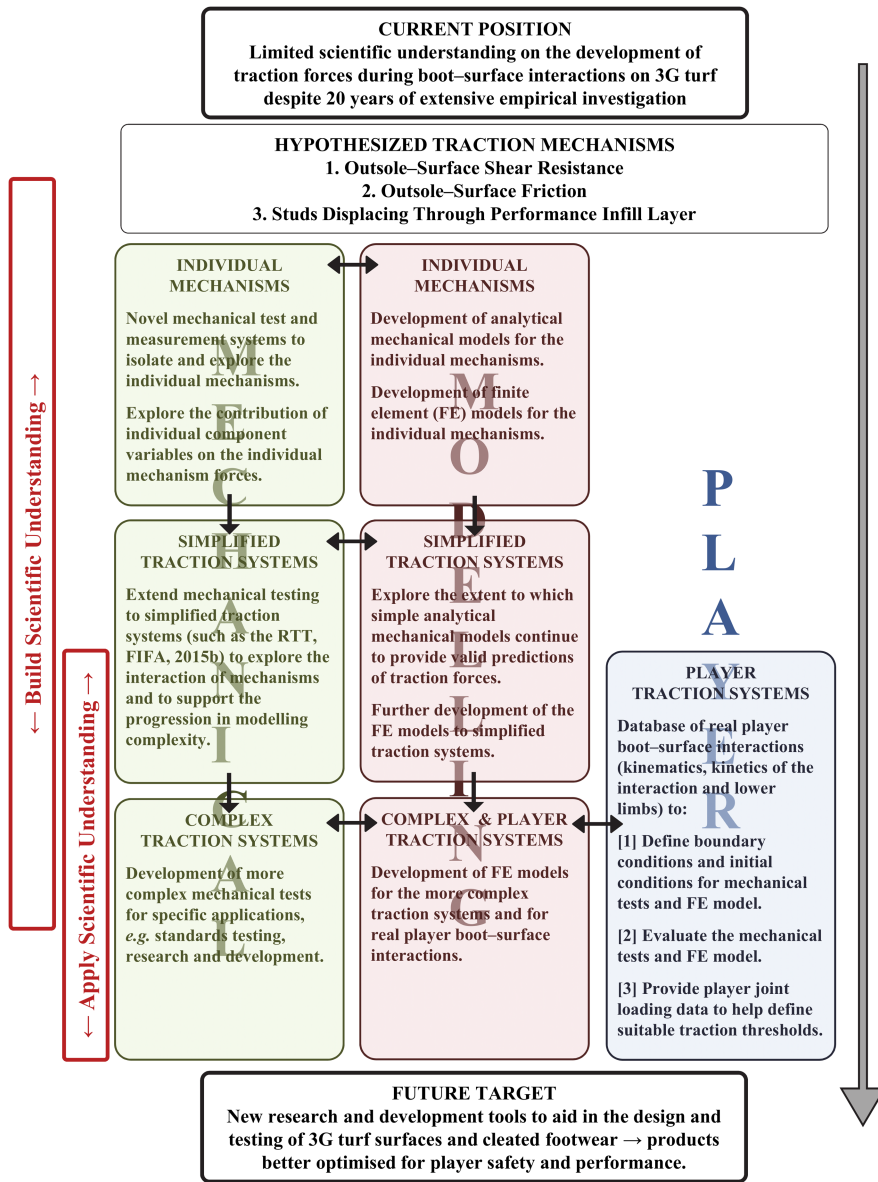 CURRENT POSITION
Limited scientific understanding on the development of
traction forces during boot–surface interactions on 3G turf
despite 20 years of extensive empirical investigation
HYPOTHESIZED TRACTION MECHANISMS
1. Outsole–Surface Shear Resistance
2. Outsole–Surface Friction
3. Studs Displacing Through Performance Infill Layer
← Build Scientific Understanding →
← Apply Scientific Understanding →
MECHANICAL
INDIVIDUAL
MECHANISMS
Novel mechanical test and
measurement systems to
isolate and explore the
individual mechanisms.
Explore the contribution of
individual component
variables on the individual
mechanism forces.
SIMPLIFIED
TRACTION SYSTEMS
Extend mechanical testing
to simplified traction
systems (such as the RTT,
FIFA, 2015b) to explore the
interaction of mechanisms
and to support the
progression in modelling
complexity.
COMPLEX
TRACTION SYSTEMS
Development of more
complex mechanical tests
for specific applications,
e.g. standards testing,
research and development.
MODELLING
INDIVIDUAL
MECHANISMS
Development of analytical
mechanical models for the
individual mechanisms.
Development of finite
element (FE) models for the
individual mechanisms.
SIMPLIFIED
TRACTION SYSTEMS
Explore the extent to which
simple analytical
mechanical models continue
to provide valid predictions
of traction forces.
Further development of the
FE models to simplified
traction systems.
COMPLEX & PLAYER
TRACTION SYSTEMS
Development of FE models
for the more complex
traction systems and for
real player boot–surface
interactions.
PLAYER
PLAYER
TRACTION SYSTEMS
Database of real player
boot–surface interactions
(kinematics, kinetics of the
interaction and lower
limbs) to:
[1] Define boundary
conditions and initial
conditions for mechanical
tests and FE model.
[2] Evaluate the mechanical
tests and FE model.
[3] Provide player joint
loading data to help define
suitable traction thresholds.
FUTURE TARGET
New research and development tools to aid in the design and
testing of 3G turf surfaces and cleated footwear → products
better optimised for player safety and performance.